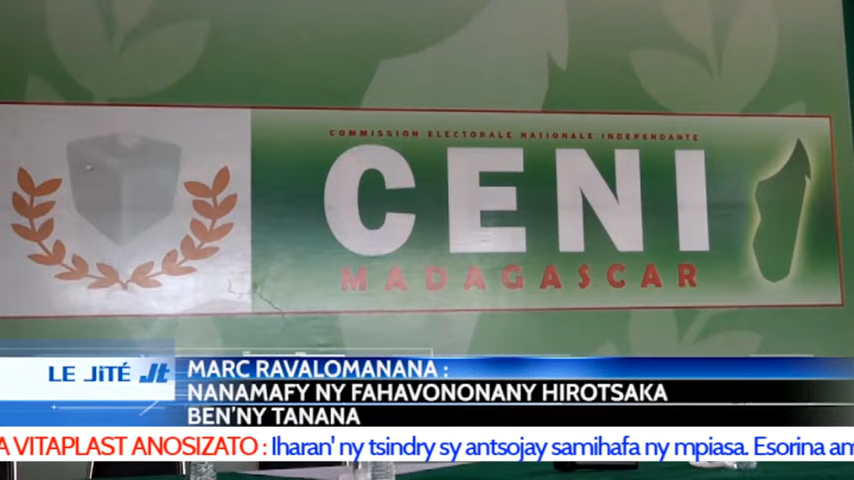 COMMISSION ELECTORALE NATIONALE INDEPENDANTE
CENI
MADAGASCAR
LE JiTÉ Jt
MARC RAVALOMANANA :
NANAMAFY NY FAHAVONONANY HIROTSAKA
BEN'NY TANANA
A VITAPLAST ANOSIZATO : Iharan' ny tsindry sy antsojay samihafa ny mpiasa. Esorina am